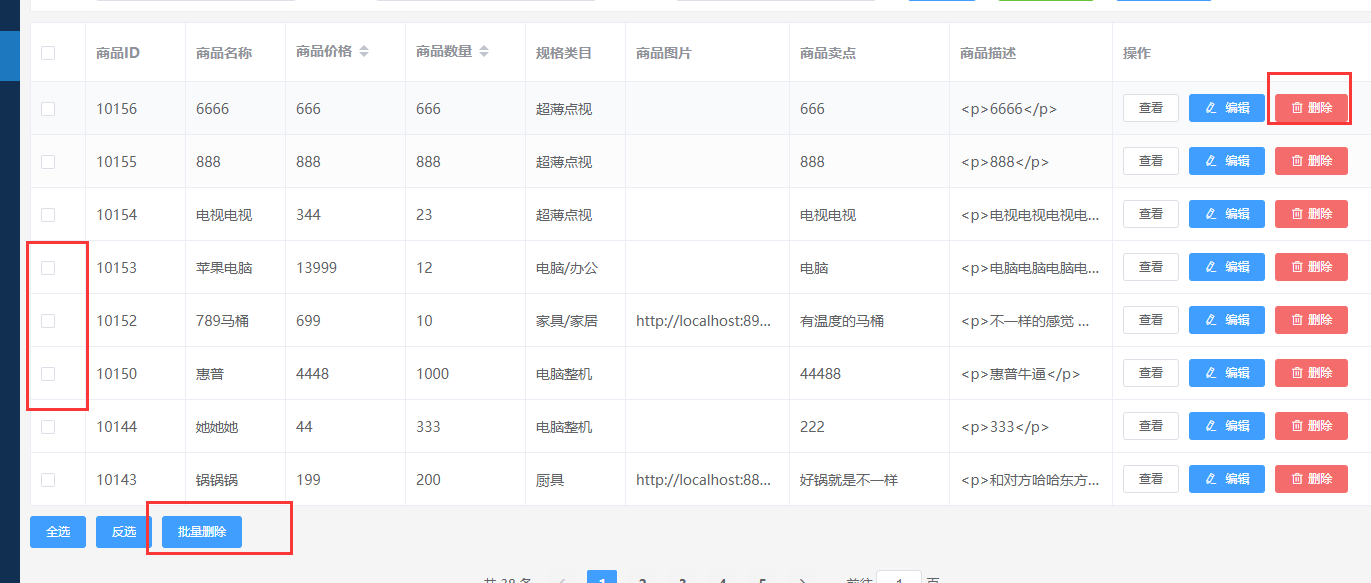 商品ID 商品名称 商品价格 商品数量 规格类目 商品图片 商品卖点 商品描述 操作
10156 6666 666 666 超薄点视 666 <p>6666</p> 查看 编辑 删除
10155 888 888 888 超薄点视 888 <p>888</p> 查看 编辑 删除
10154 电视电视 344 23 超薄点视 电视电视 <p>电视电视电视电... 查看 编辑 删除
10153 苹果电脑 13999 12 电脑/办公 电脑 <p>电脑电脑电脑电... 查看 编辑 删除
10152 789马桶 699 10 家具/家居 http://localhost:89... 有温度的马桶 <p>不一样的感觉 ... 查看 编辑 删除
10150 惠普 4448 1000 电脑整机 44488 <p>惠普牛逼</p> 查看 编辑 删除
10144 她她她 44 333 电脑整机 222 <p>333</p> 查看 编辑 删除
10143 锅锅锅 199 200 厨具 http://localhost:88... 好锅就是不一样 <p>和对方哈哈东方... 查看 编辑 删除
全选 反选 批量删除
共 38 条 1 2 3 4 5 前往 1 页